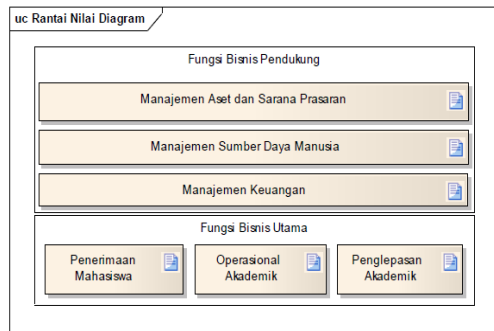 uc Rantai Nilai Diagram
Fungsi Bisnis Pendukung
Manajemen Aset dan Sarana Prasaran
Manajemen Sumber Daya Manusia
Manajemen Keuangan
Fungsi Bisnis Utama
Penerimaan
Mahasiswa
Operasional
Akademik
Penglepasan
Akademik